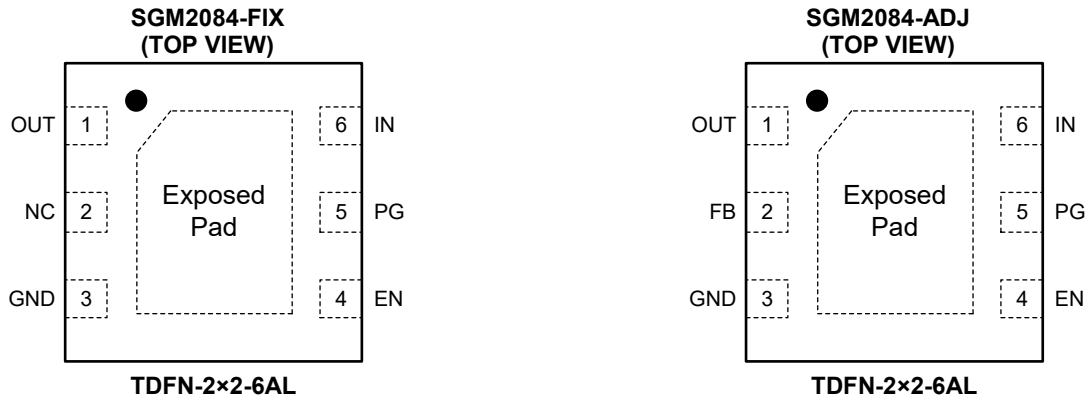 SGM2084-FIX
(TOP VIEW)
OUT 1 6 IN
NC 2 Exposed Pad 5 PG
GND 3 4 EN
TDFN-2×2-6AL
SGM2084-ADJ
(TOP VIEW)
OUT 1 6 IN
FB 2 Exposed Pad 5 PG
GND 3 4 EN
TDFN-2×2-6AL